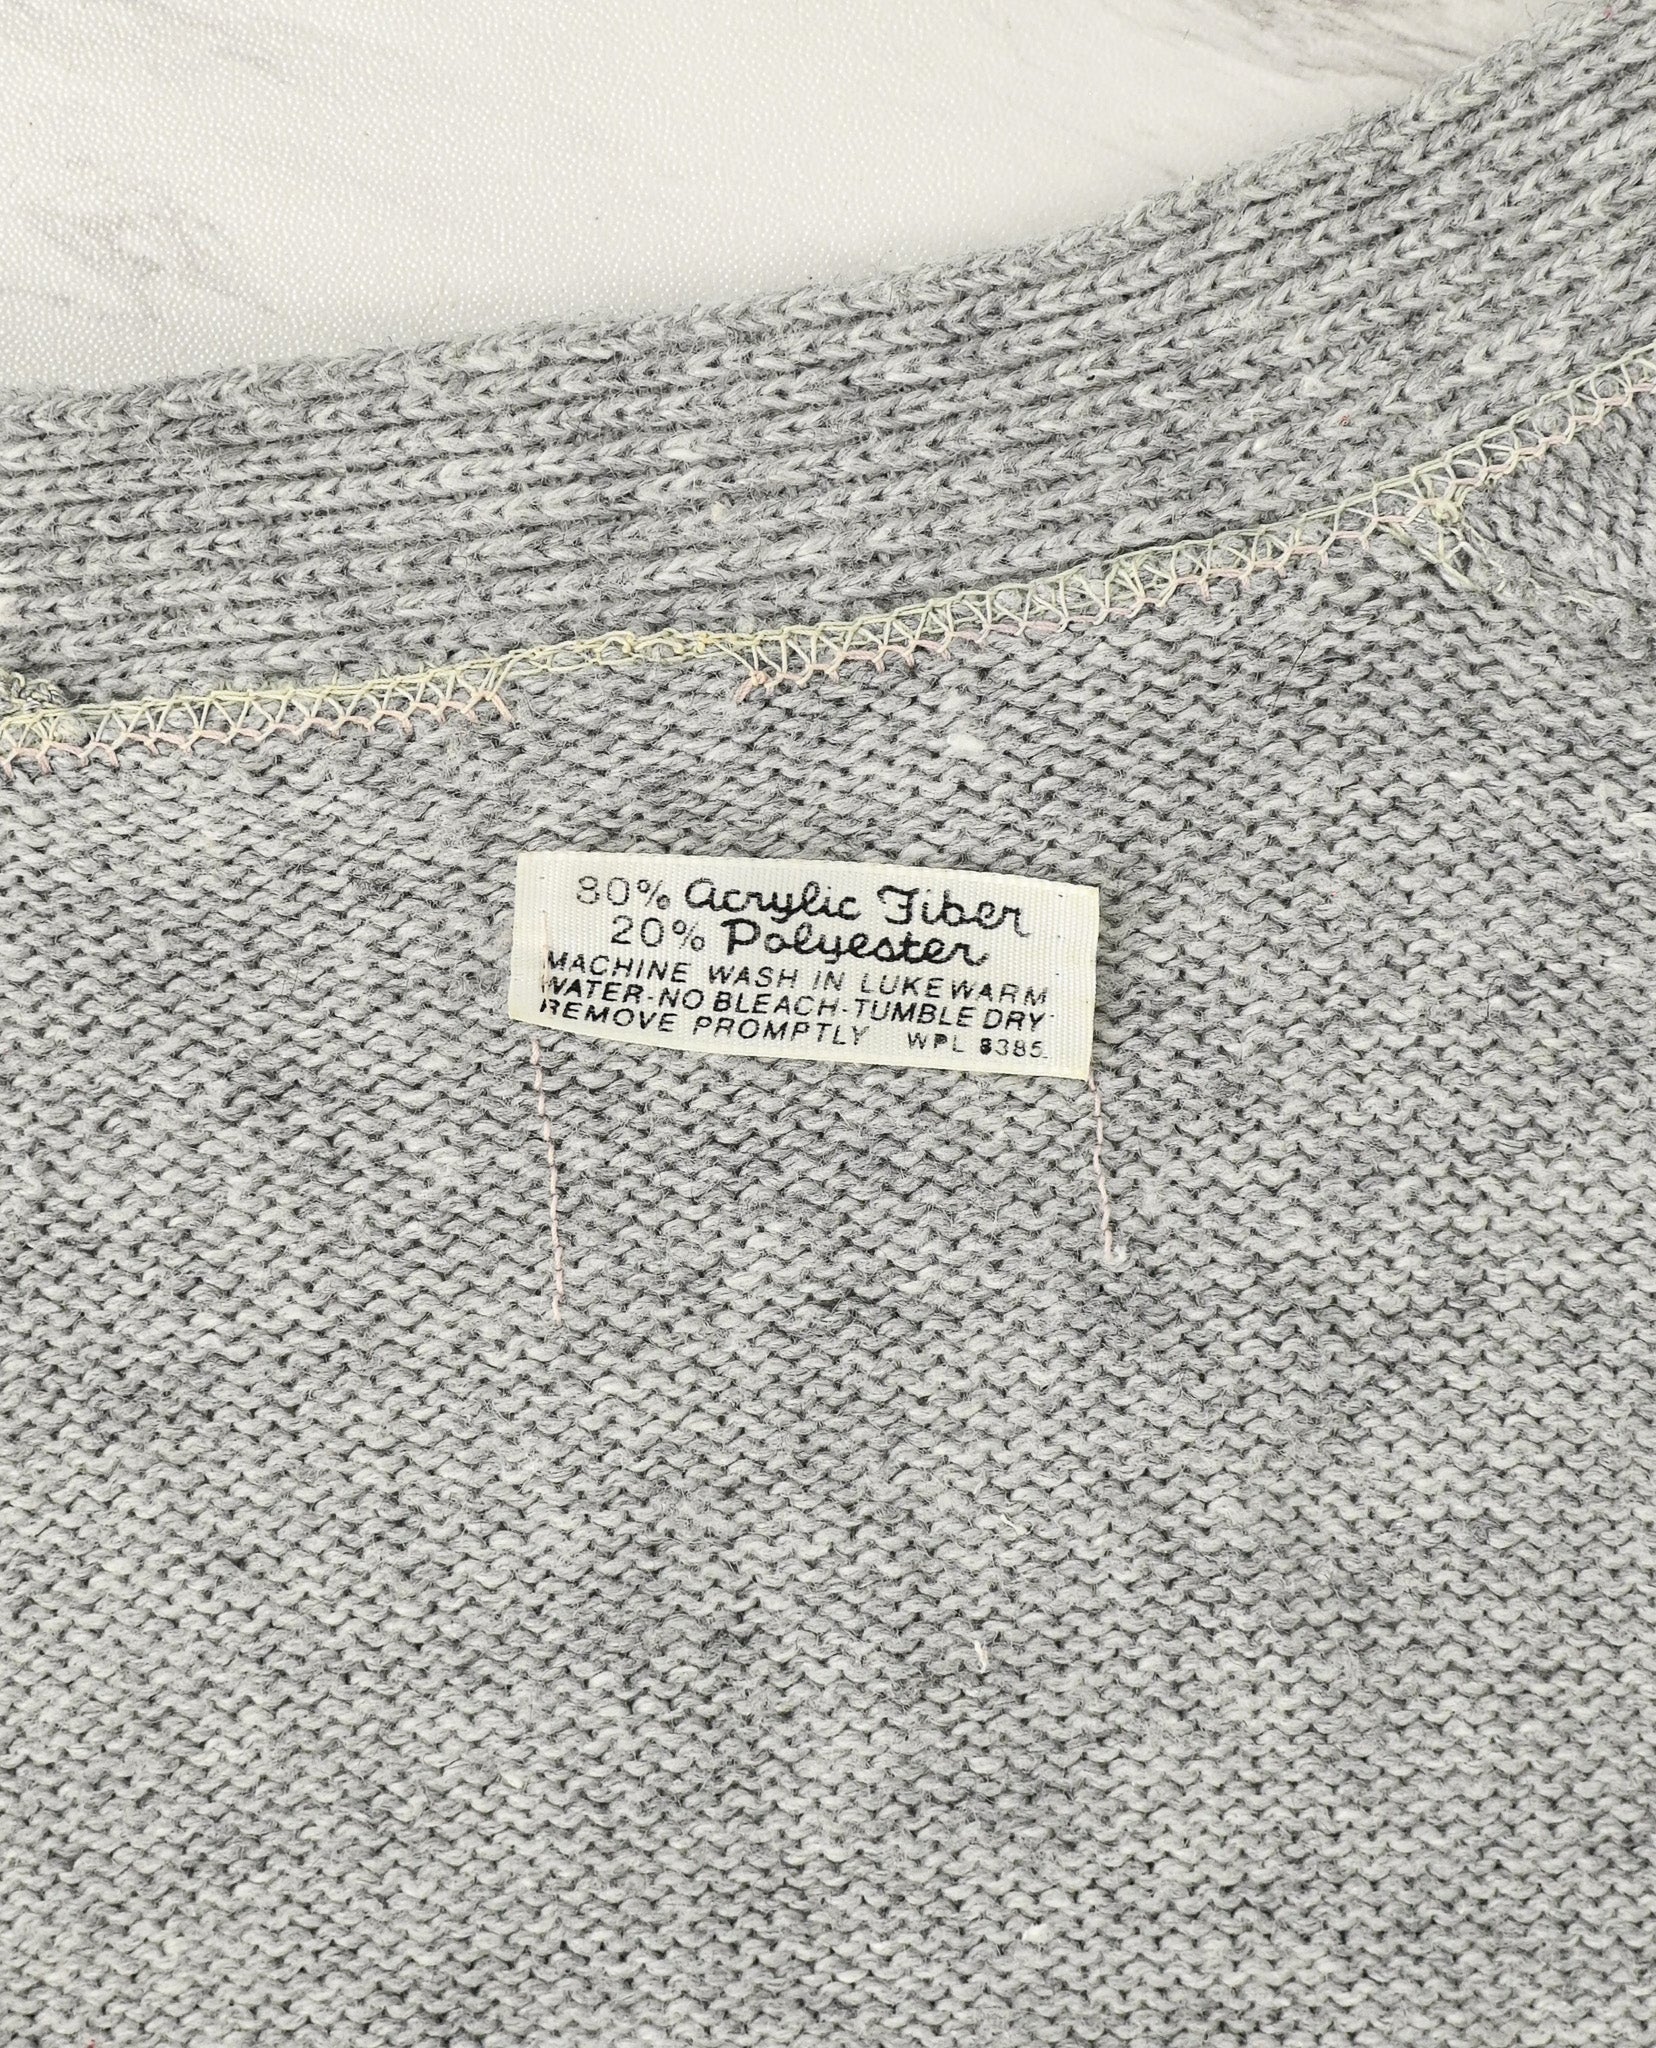 80% Acrylic Fiber
20% Polyester
MACHINE WASH IN LUKEWARM
WATER-NO BLEACH-TUMBLE DRY
REMOVE PROMPTLY WPL 8385